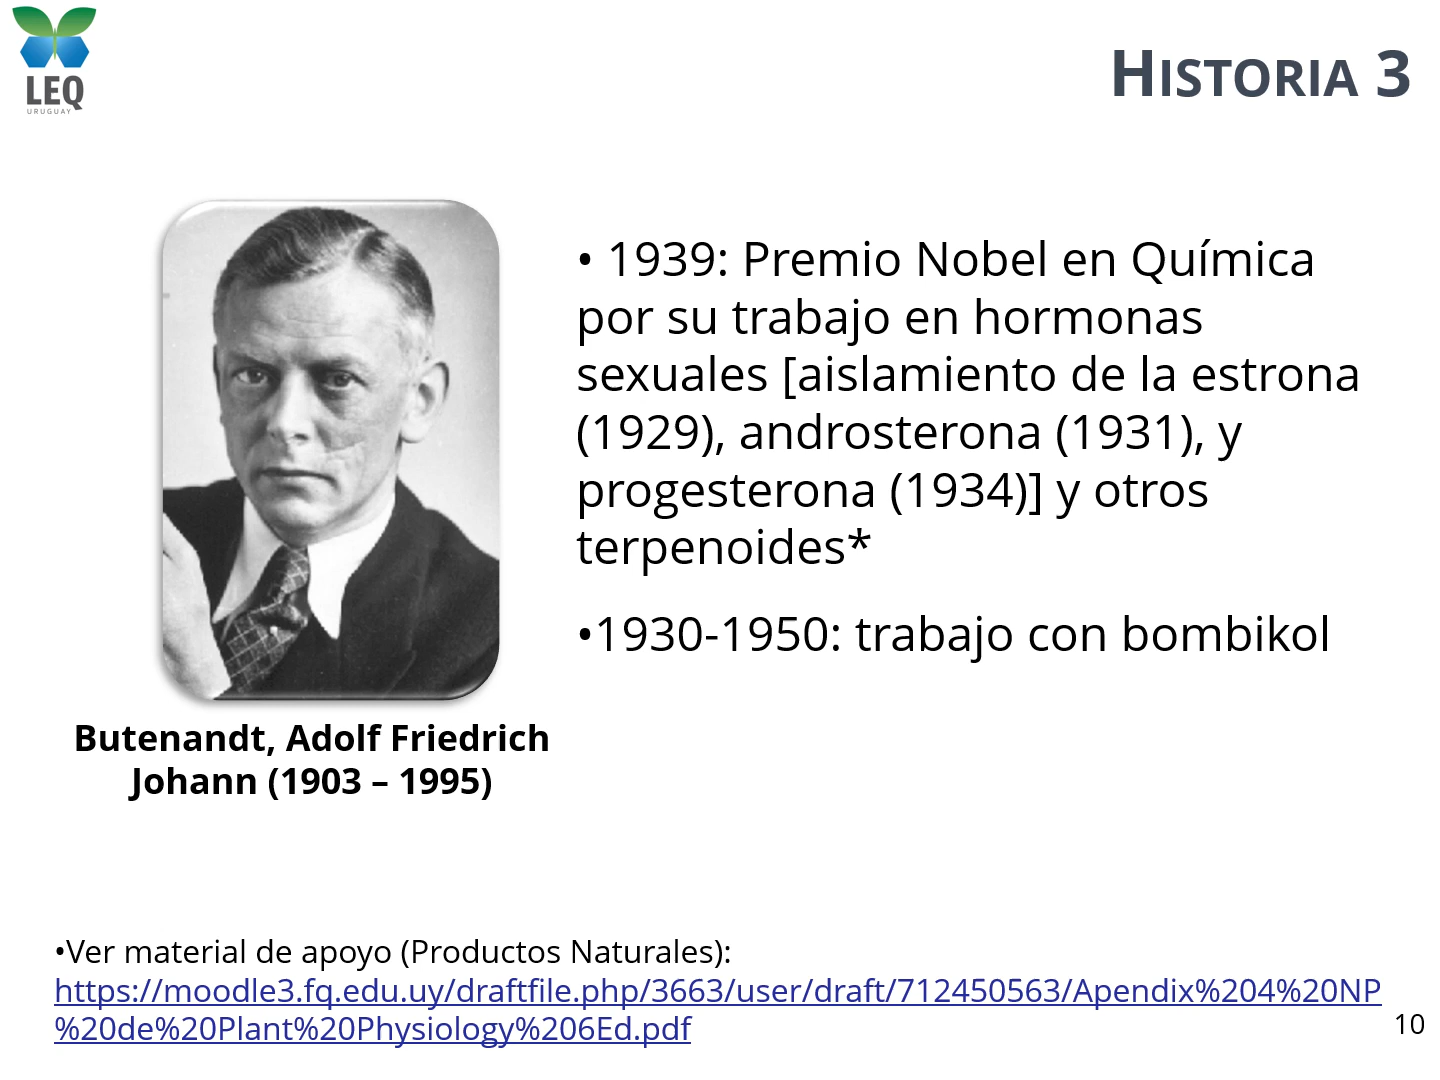 LEQ
URUGUAY
HISTORIA 3
• 1939: Premio Nobel en Química
por su trabajo en hormonas
sexuales [aislamiento de la estrona
(1929), androsterona (1931), y
progesterona (1934)] y otros
terpenoides*
•1930-1950: trabajo con bombikol
Butenandt, Adolf Friedrich
Johann (1903 – 1995)
•Ver material de apoyo (Productos Naturales):
https://moodle3.fq.edu.uy/draftfile.php/3663/user/draft/712450563/Apendix%204%20NP
%20de%20Plant%20Physiology%206Ed.pdf
10